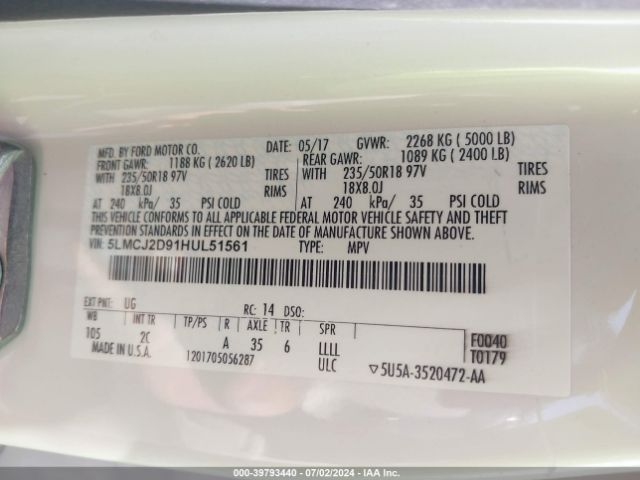 MFD. BY FORD MOTOR CO. DATE: 05/17 GVWR: 2268 KG ( 5000 LB)
FRONT GAWR: 1188 KG ( 2620 LB) REAR GAWR: 1089 KG ( 2400 LB)
WITH 235/50R18 97V TIRES WITH 235/50R18 97V TIRES
18X8.0J RIMS 18X8.0J RIMS
AT 240 kPa/ 35 PSI COLD AT 240 kPa/ 35 PSI COLD
THIS VEHICLE CONFORMS TO ALL APPLICABLE FEDERAL MOTOR VEHICLE SAFETY AND THEFT
PREVENTION STANDARDS IN EFFECT ON THE DATE OF MANUFACTURE SHOWN ABOVE.
VIN: 5LMCJ2D91HUL51561 TYPE: MPV
EXT PNT: UG RC: 14 DSO:
WB INT TR TP/PS R AXLE TR SPR
105 2C A 35 6 LLLL F0040
MADE IN U.S.A. 1201705056287 ULC T0179
▽5U5A-3520472-AA
000-39793440 - 07/02/2024 - IAA Inc.